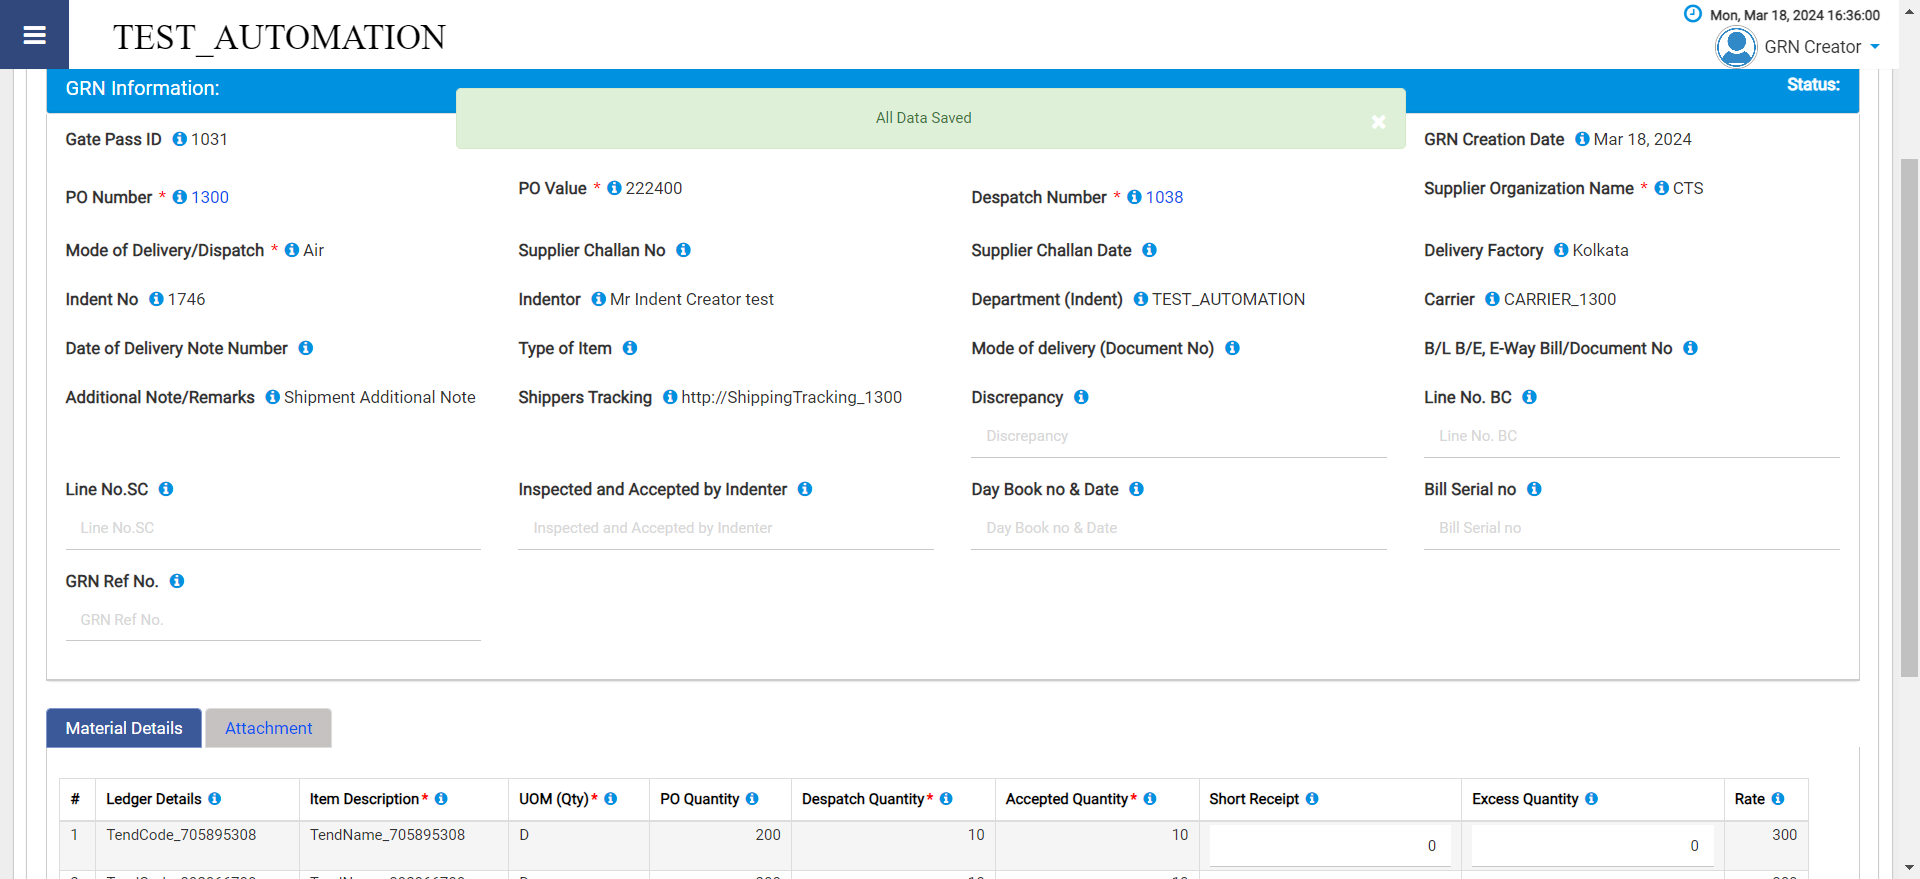 TEST_AUTOMATION
Mon, Mar 18, 2024 16:36:00
GRN Creator
GRN Information:
Status:
All Data Saved
Gate Pass ID 1031
GRN Creation Date Mar 18, 2024
PO Number * 1300
PO Value * 222400
Despatch Number * 1038
Supplier Organization Name * CTS
Mode of Delivery/Dispatch * Air
Supplier Challan No
Supplier Challan Date
Delivery Factory Kolkata
Indent No 1746
Indentor Mr Indent Creator test
Department (Indent) TEST_AUTOMATION
Carrier CARRIER_1300
Date of Delivery Note Number
Type of Item
Mode of delivery (Document No)
B/L B/E, E-Way Bill/Document No
Additional Note/Remarks Shipment Additional Note
Shippers Tracking http://ShippingTracking_1300
Discrepancy
Discrepancy
Line No. BC
Line No. BC
Line No.SC
Line No.SC
Inspected and Accepted by Indenter
Inspected and Accepted by Indenter
Day Book no & Date
Day Book no & Date
Bill Serial no
Bill Serial no
GRN Ref No.
GRN Ref No.
Material Details
Attachment
# Ledger Details Item Description * UOM (Qty) * PO Quantity Despatch Quantity * Accepted Quantity * Short Receipt Excess Quantity Rate
1 TendCode_705895308 TendName_705895308 D 200 10 10 0 0 300